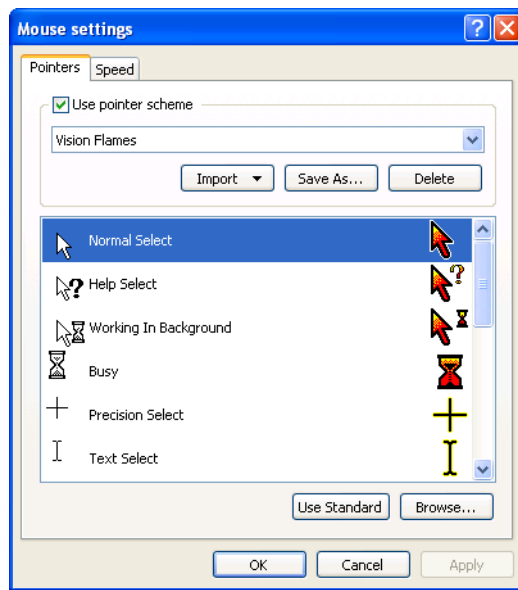 Mouse settings
Pointers Speed
Use pointer scheme
Vision Flames
Import Save As... Delete
Normal Select
Help Select
Working In Background
Busy
Precision Select
Text Select
Use Standard Browse...
OK Cancel Apply